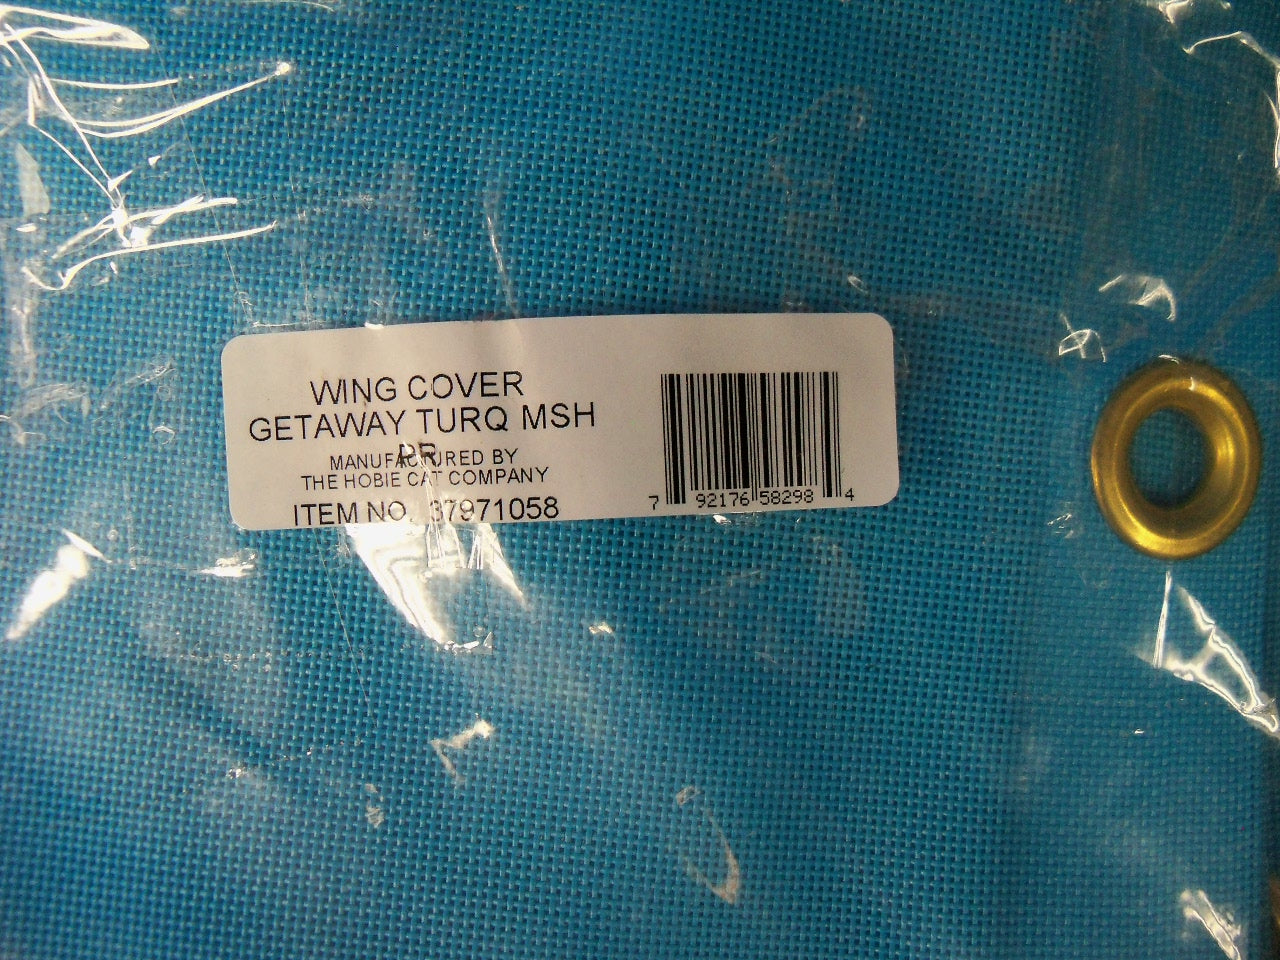 WING COVER
GETAWAY TURQ MSH
PR
MANUFACTURED BY
THE HOBIE CAT COMPANY
ITEM NO. 37971058
7 92176 58298 4